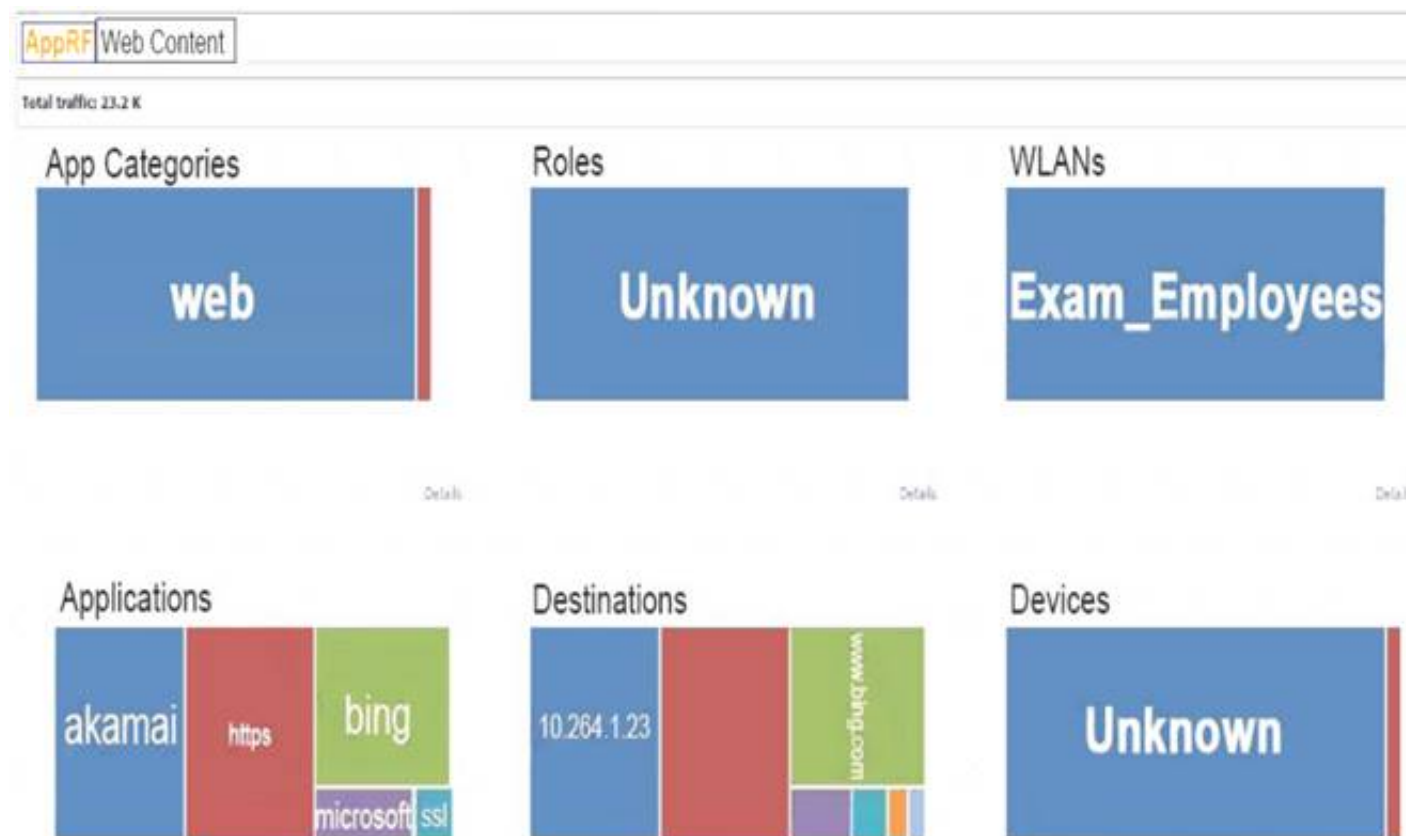 AppRF Web Content
Total traffic: 23.2 K
App Categories
Roles
WLANs
web
Unknown
Exam_Employees
Details
Details
Detail
Applications
Destinations
Devices
akamai
https
bing
microsoft
ssl
10.264.1.23
www.bing.com
Unknown